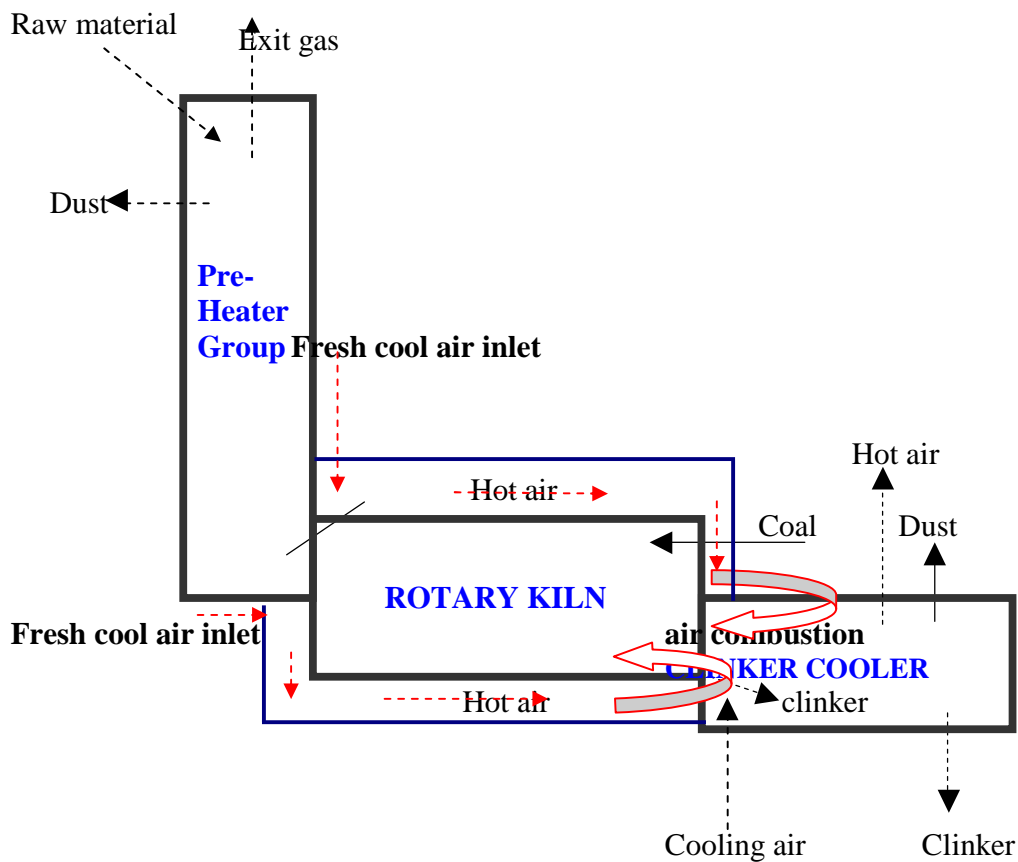 Raw material
Exit gas
Dust
Pre-
Heater
Group
Fresh cool air inlet
Hot air
Hot air
Coal
Dust
ROTARY KILN
Fresh cool air inlet
air combustion
CLINKER COOLER
Hot air
clinker
Cooling air
Clinker